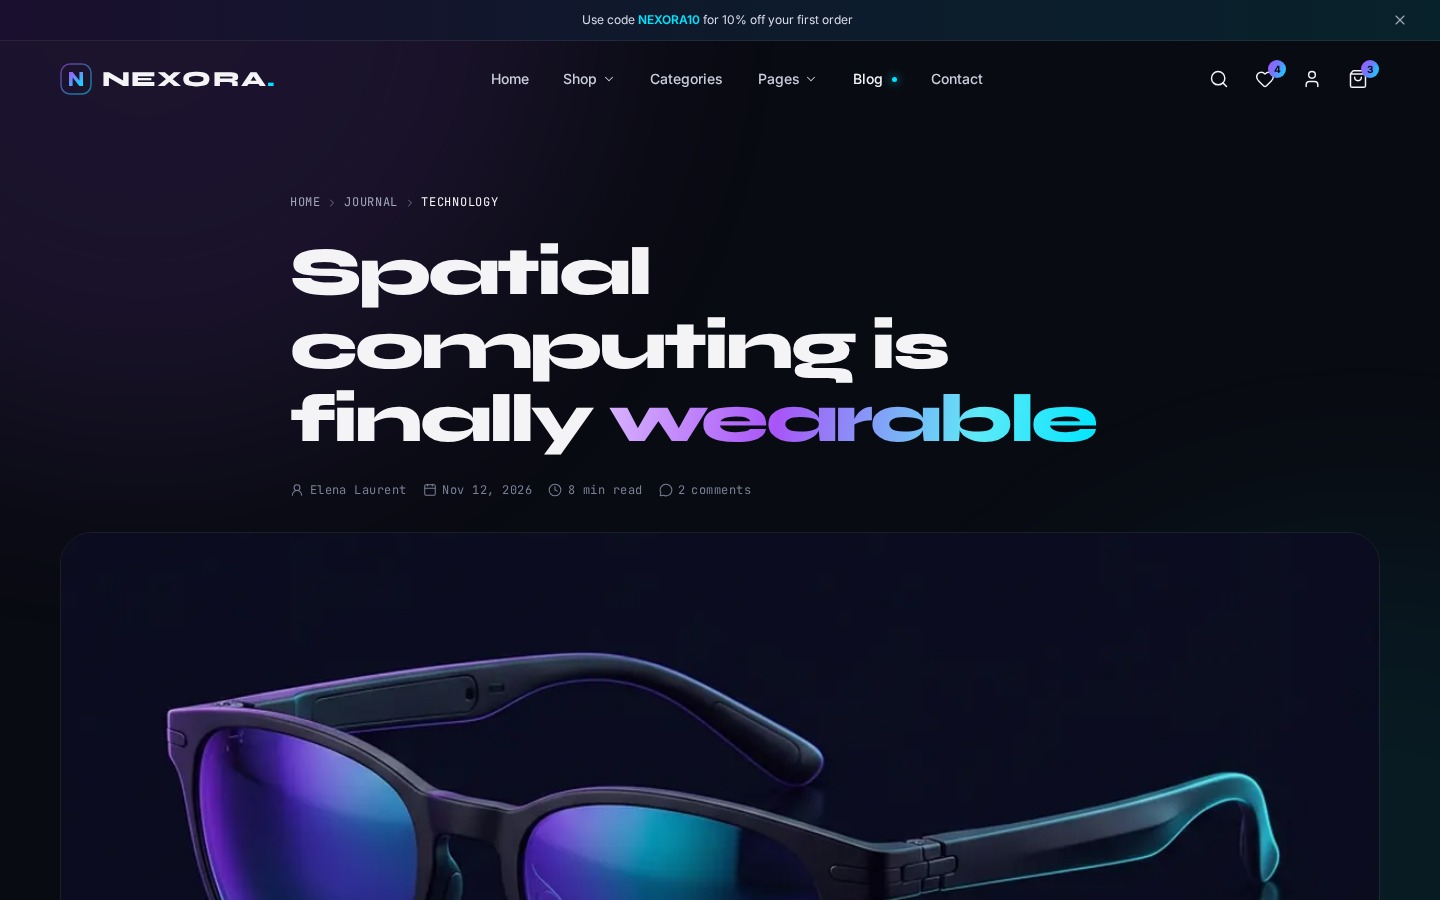 Use code NEXORA10 for 10% off your first order
N NEXORA.
Home Shop Categories Pages Blog Contact
4 3
HOME > JOURNAL > TECHNOLOGY
Spatial
computing is
finally wearable
Elena Laurent Nov 12, 2026 8 min read 2 comments